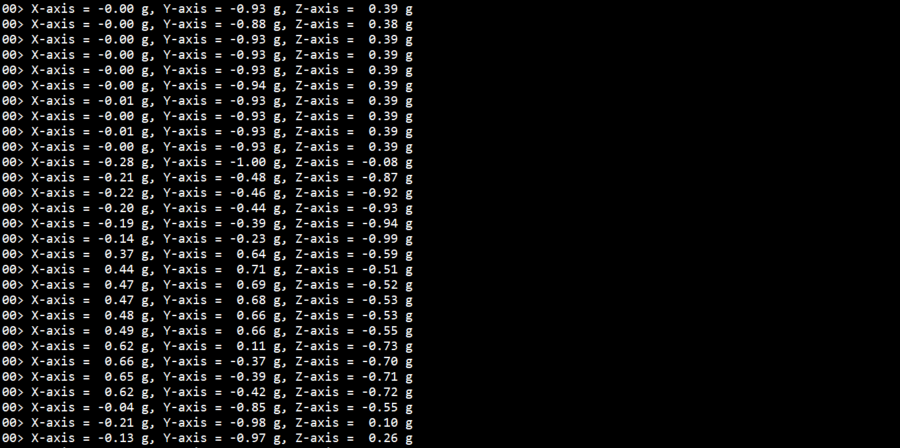 00> X-axis = -0.00 g, Y-axis = -0.93 g, Z-axis =  0.39 g
00> X-axis = -0.00 g, Y-axis = -0.88 g, Z-axis =  0.38 g
00> X-axis = -0.00 g, Y-axis = -0.93 g, Z-axis =  0.39 g
00> X-axis = -0.00 g, Y-axis = -0.93 g, Z-axis =  0.39 g
00> X-axis = -0.00 g, Y-axis = -0.93 g, Z-axis =  0.39 g
00> X-axis = -0.00 g, Y-axis = -0.94 g, Z-axis =  0.39 g
00> X-axis = -0.01 g, Y-axis = -0.93 g, Z-axis =  0.39 g
00> X-axis = -0.00 g, Y-axis = -0.93 g, Z-axis =  0.39 g
00> X-axis = -0.01 g, Y-axis = -0.93 g, Z-axis =  0.39 g
00> X-axis = -0.00 g, Y-axis = -0.93 g, Z-axis =  0.39 g
00> X-axis = -0.28 g, Y-axis = -1.00 g, Z-axis = -0.08 g
00> X-axis = -0.21 g, Y-axis = -0.48 g, Z-axis = -0.87 g
00> X-axis = -0.22 g, Y-axis = -0.46 g, Z-axis = -0.92 g
00> X-axis = -0.20 g, Y-axis = -0.44 g, Z-axis = -0.93 g
00> X-axis = -0.19 g, Y-axis = -0.39 g, Z-axis = -0.94 g
00> X-axis = -0.14 g, Y-axis = -0.23 g, Z-axis = -0.99 g
00> X-axis =  0.37 g, Y-axis =  0.64 g, Z-axis = -0.59 g
00> X-axis =  0.44 g, Y-axis =  0.71 g, Z-axis = -0.51 g
00> X-axis =  0.47 g, Y-axis =  0.69 g, Z-axis = -0.52 g
00> X-axis =  0.47 g, Y-axis =  0.68 g, Z-axis = -0.53 g
00> X-axis =  0.48 g, Y-axis =  0.66 g, Z-axis = -0.53 g
00> X-axis =  0.49 g, Y-axis =  0.66 g, Z-axis = -0.55 g
00> X-axis =  0.62 g, Y-axis =  0.11 g, Z-axis = -0.73 g
00> X-axis =  0.66 g, Y-axis = -0.37 g, Z-axis = -0.70 g
00> X-axis =  0.65 g, Y-axis = -0.39 g, Z-axis = -0.71 g
00> X-axis =  0.62 g, Y-axis = -0.42 g, Z-axis = -0.72 g
00> X-axis = -0.04 g, Y-axis = -0.85 g, Z-axis = -0.55 g
00> X-axis = -0.21 g, Y-axis = -0.98 g, Z-axis =  0.10 g
00> X-axis = -0.13 g, Y-axis = -0.97 g, Z-axis =  0.26 g